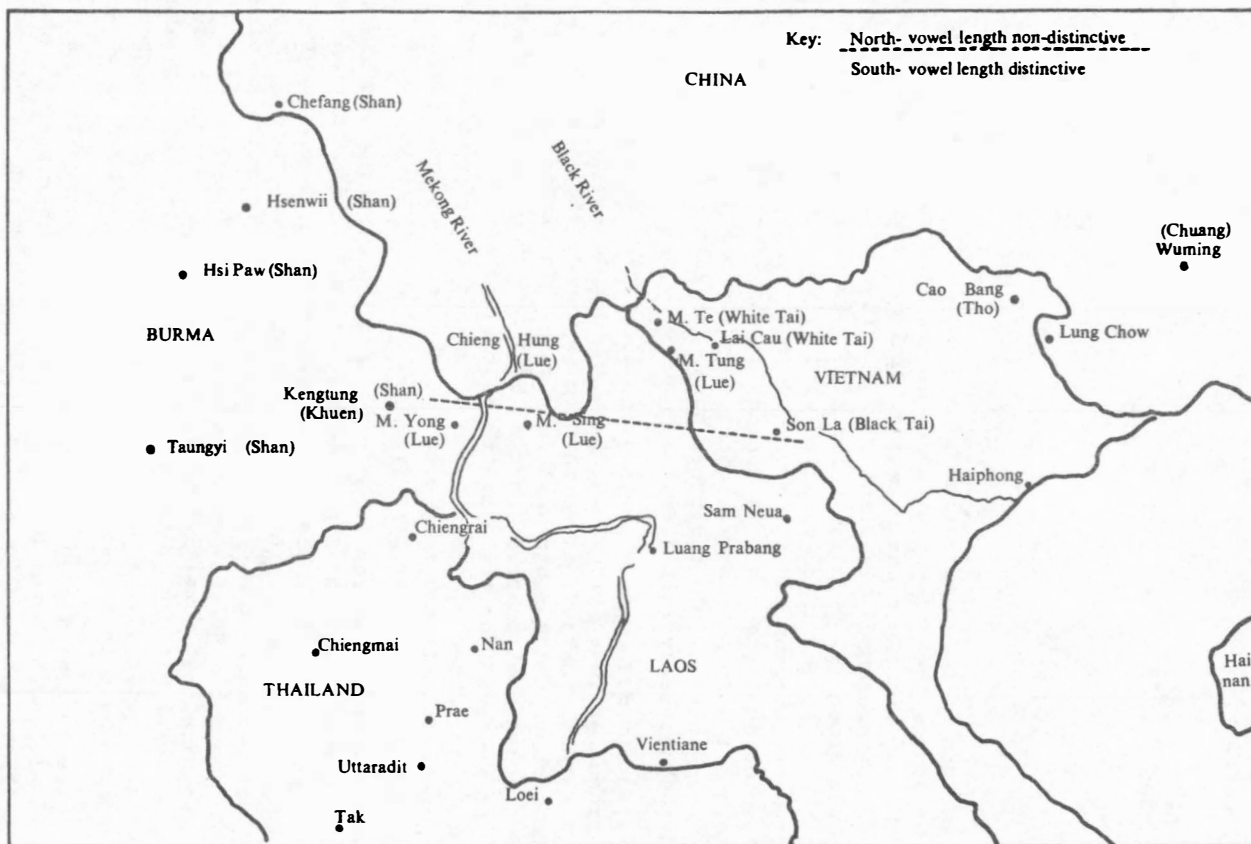 Key: North- vowel length non-distinctive
South- vowel length distinctive
CHINA
Chefang (Shan)
Mekong River
Black River
Hsenwii (Shan)
(Chuang)
Wuming
Hsi Paw (Shan)
Cao Bang
(Tho)
M. Te (White Tai)
BURMA
Chieng Hung
(Lue)
Lai Cau (White Tai)
Lung Chow
M. Tung
(Lue)
VIETNAM
Kengtung (Shan)
(Khuen)
M. Yong
(Lue)
M. Sing
(Lue)
Son La (Black Tai)
Taungyi (Shan)
Haiphong
Sam Neua
Chiengrai
Luang Prabang
Chiengmai
Nan
LAOS
Hai
nan
THAILAND
Prae
Vientiane
Uttaradit
Loei
Tak